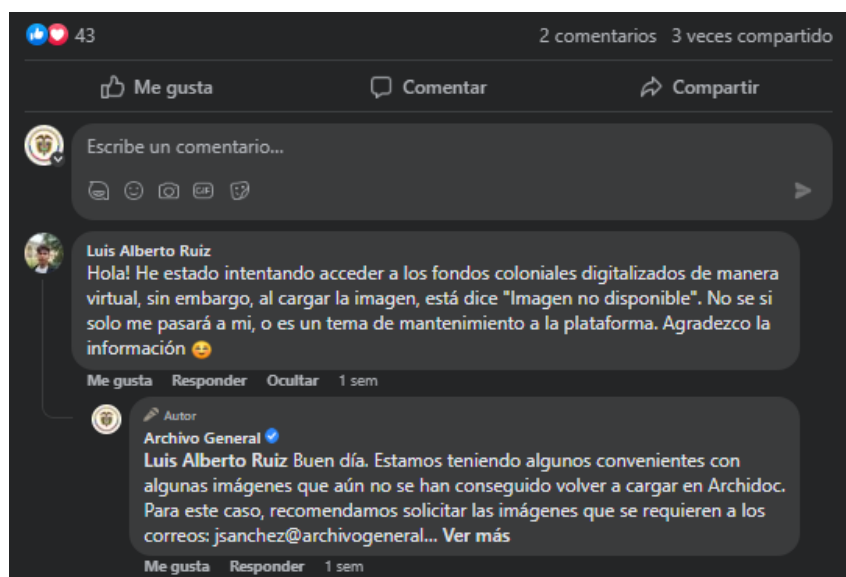 43
2 comentarios 3 veces compartido
Me gusta Comentar Compartir
Escribe un comentario...
GIF
Luis Alberto Ruiz
Hola! He estado intentando acceder a los fondos coloniales digitalizados de manera
virtual, sin embargo, al cargar la imagen, está dice "Imagen no disponible". No se si
solo me pasará a mi, o es un tema de mantenimiento a la plataforma. Agradezco la
información
Me gusta Responder Ocultar 1 sem
Autor
Archivo General
Luis Alberto Ruiz Buen día. Estamos teniendo algunos convenientes con
algunas imágenes que aún no se han conseguido volver a cargar en Archidoc.
Para este caso, recomendamos solicitar las imágenes que se requieren a los
correos: jsanchez@archivogeneral... Ver más
Me gusta Responder 1 sem